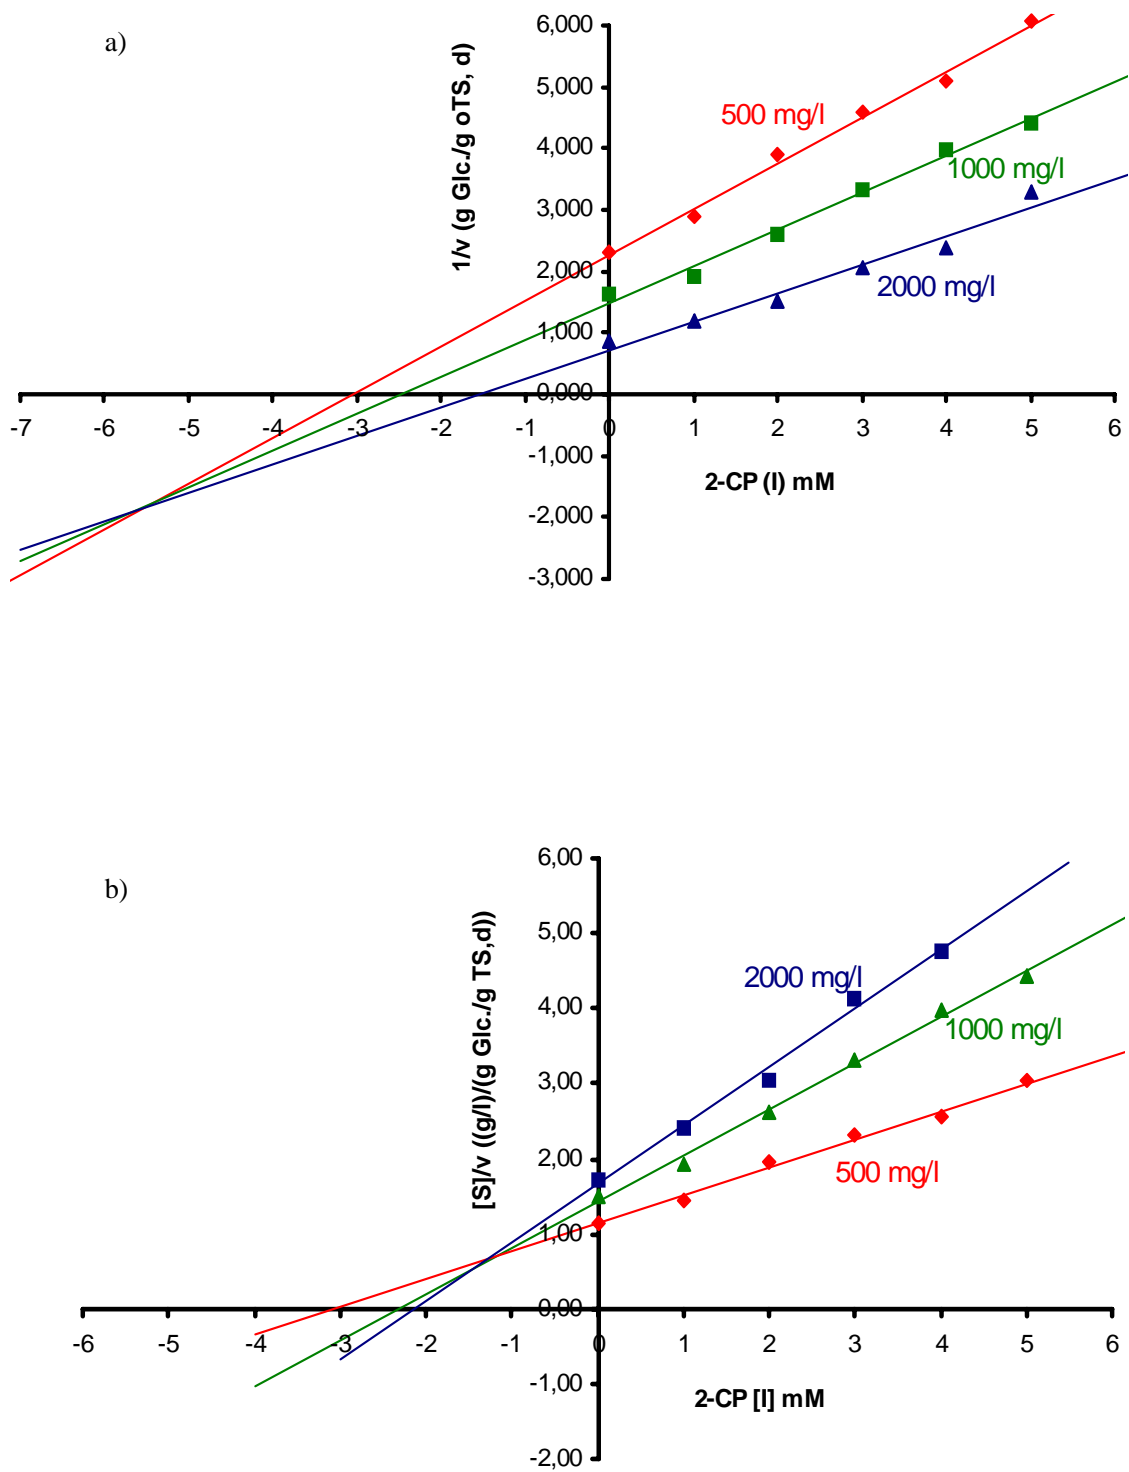 a)
1/v (g Glc./g oTS, d)
6,000
5,000
4,000
3,000
2,000
1,000
0,000
-1,000
-2,000
-3,000
500 mg/l
1000 mg/l
2000 mg/l
-7 -6 -5 -4 -3 -2 -1 0 1 2 3 4 5 6
2-CP (I) mM
b)
[S]/v ((g/l)/(g Glc./g TS,d))
6,00
5,00
4,00
3,00
2,00
1,00
0,00
-1,00
-2,00
2000 mg/l
1000 mg/l
500 mg/l
-6 -5 -4 -3 -2 -1 0 1 2 3 4 5 6
2-CP [I] mM